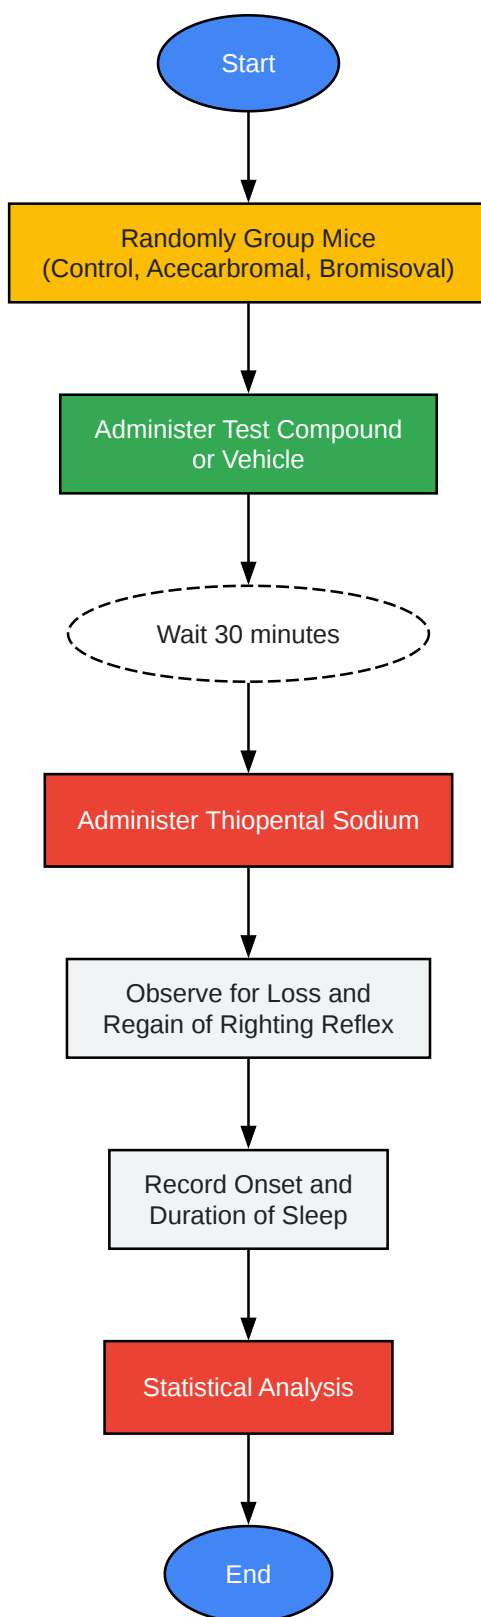 Start
Randomly Group Mice
(Control, Acecarbromal, Bromisoval)
Administer Test Compound
or Vehicle
Wait 30 minutes
Administer Thiopental Sodium
Observe for Loss and
Regain of Righting Reflex
Record Onset and
Duration of Sleep
Statistical Analysis
End